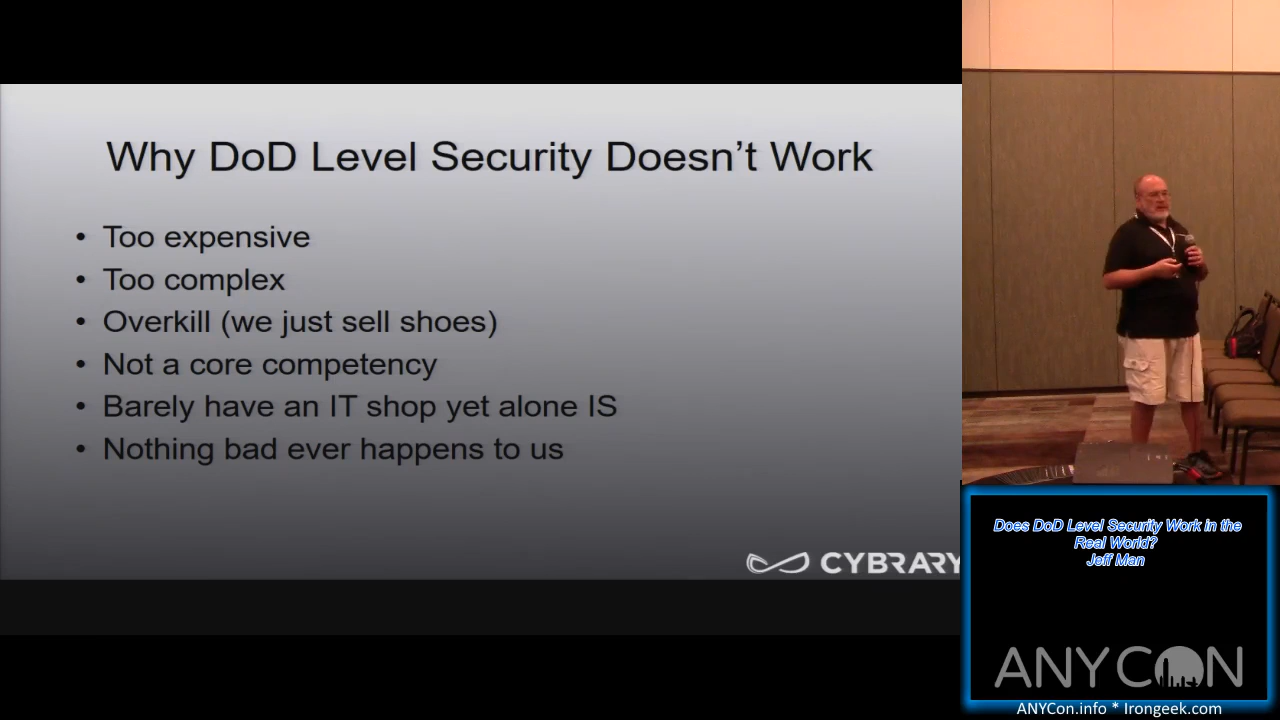 Why DoD Level Security Doesn't Work
• Too expensive
• Too complex
• Overkill (we just sell shoes)
• Not a core competency
• Barely have an IT shop yet alone IS
• Nothing bad ever happens to us
CYBRARY
Does DoD Level Security Work in the
Real World?
Jeff Man
ANYCON
ANYCon.info * Irongeek.com